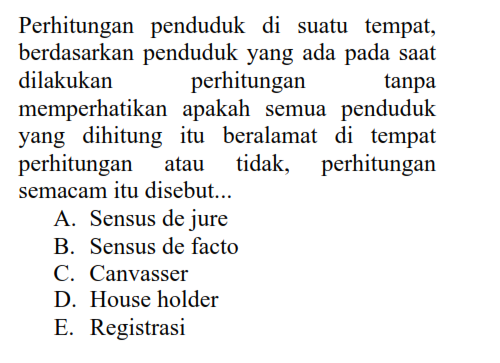 Perhitungan penduduk di suatu tempat,
berdasarkan penduduk yang ada pada saat
dilakukan perhitungan tanpa
memperhatikan apakah semua penduduk
yang dihitung itu beralamat di tempat
perhitungan atau tidak, perhitungan
semacam itu disebut...
A. Sensus de jure
B. Sensus de facto
C. Canvasser
D. House holder
E. Registrasi